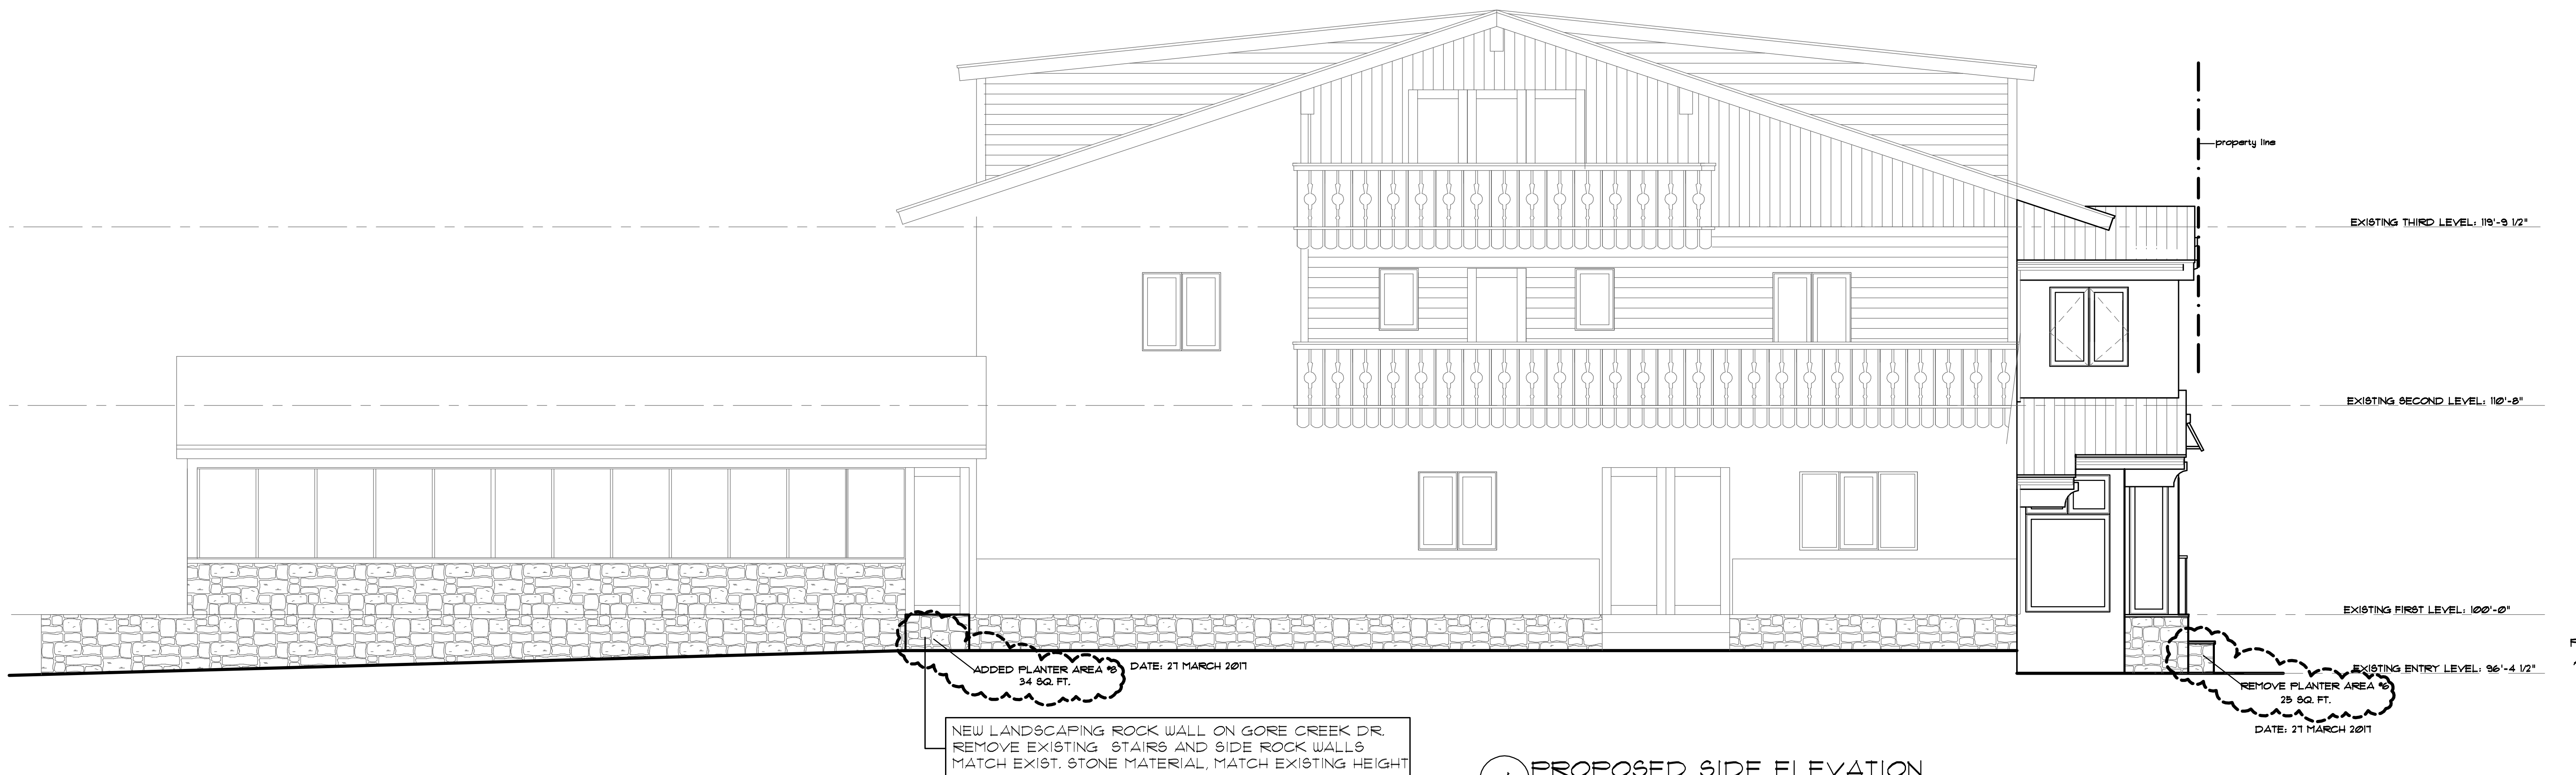 property line
EXISTING THIRD LEVEL: 119'-9 1/2"
EXISTING SECOND LEVEL: 110'-8"
EXISTING FIRST LEVEL: 100'-0"
EXISTING ENTRY LEVEL: 96'-4 1/2"
ADDED PLANTER AREA #8
34 SQ. FT.
DATE: 27 MARCH 2017
REMOVE PLANTER AREA #6
25 SQ. FT.
DATE: 27 MARCH 2017
NEW LANDSCAPING ROCK WALL ON GORE CREEK DR.
REMOVE EXISTING STAIRS AND SIDE ROCK WALLS
MATCH EXIST. STONE MATERIAL, MATCH EXISTING HEIGHT
PROPOSED SIDE ELEVATION